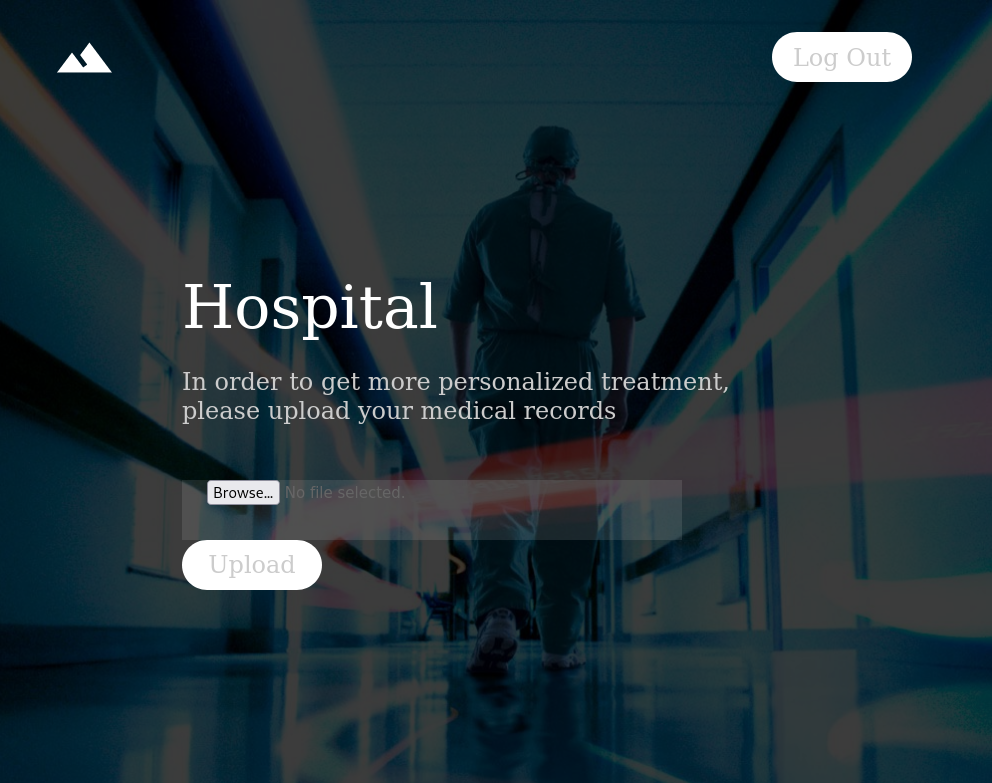 Log Out
Hospital
In order to get more personalized treatment,
please upload your medical records
Browse... No file selected.
Upload